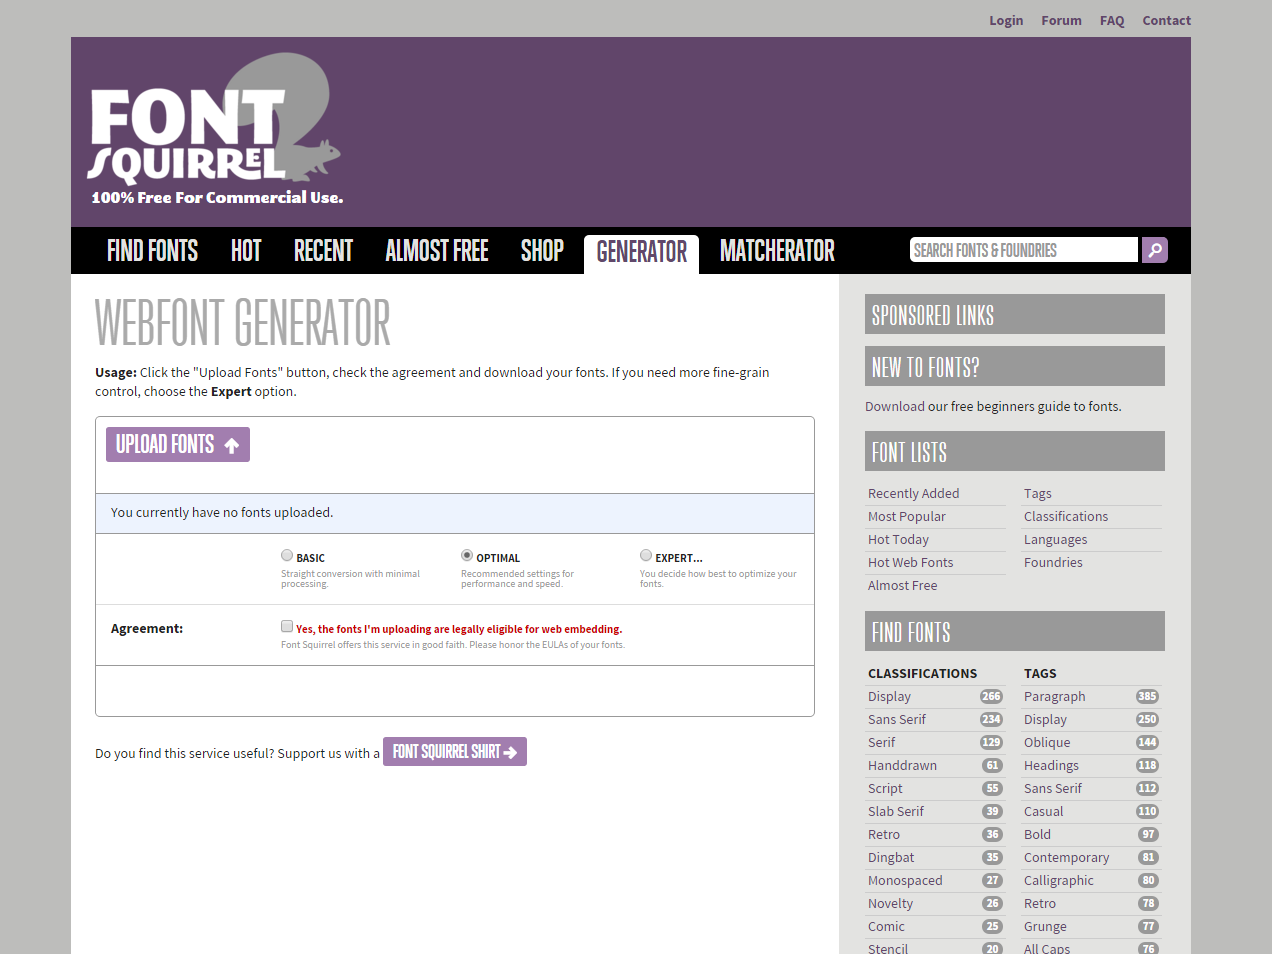 Login Forum FAQ Contact
FONT
SQUIRREL
100% Free For Commercial Use.
FIND FONTS HOT RECENT ALMOST FREE SHOP GENERATOR MATCHERATOR SEARCH FONTS & FOUNDRIES
WEBFONT GENERATOR
Usage: Click the "Upload Fonts" button, check the agreement and download your fonts. If you need more fine-grain
control, choose the Expert option.
UPLOAD FONTS
You currently have no fonts uploaded.
BASIC
Straight conversion with minimal
processing.
OPTIMAL
Recommended settings for
performance and speed.
EXPERT...
You decide how best to optimize your
fonts.
Agreement:
Yes, the fonts I'm uploading are legally eligible for web embedding.
Font Squirrel offers this service in good faith. Please honor the EULAs of your fonts.
Do you find this service useful? Support us with a FONT SQUIRREL SHIRT
SPONSORED LINKS
NEW TO FONTS?
Download our free beginners guide to fonts.
FONT LISTS
Recently Added
Most Popular
Hot Today
Hot Web Fonts
Almost Free
Tags
Classifications
Languages
Foundries
FIND FONTS
CLASSIFICATIONS
Display 266
Sans Serif 234
Serif 129
Handdrawn 61
Script 55
Slab Serif 39
Retro 36
Dingbat 35
Monospaced 27
Novelty 26
Comic 25
Stencil 20
TAGS
Paragraph 385
Display 250
Oblique 144
Headings 118
Sans Serif 112
Casual 110
Bold 97
Contemporary 81
Calligraphic 80
Retro 78
Grunge 77
All Caps 76